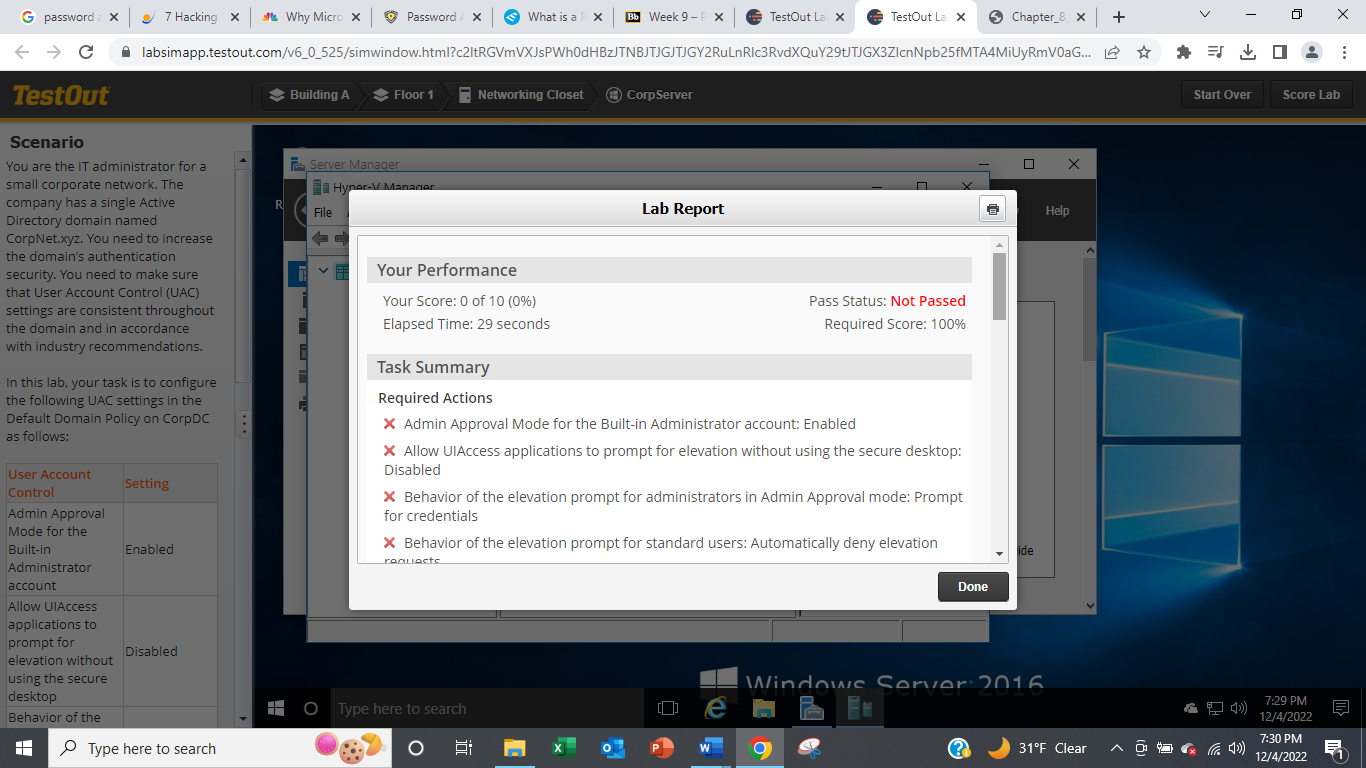 password a
7 Hacking
Why Micro
Password A
What is a P
Week 9 – P
TestOut La
TestOut La
Chapter_8_
TestOut
Building A
Floor 1
Networking Closet
CorpServer
Start Over
Score Lab
Scenario
You are the IT administrator for a
small corporate network. The
company has a single Active
Directory domain named
CorpNet.xyz. You need to increase
the domain's authentication
security. You need to make sure
that User Account Control (UAC)
settings are consistent throughout
the domain and in accordance
with industry recommendations.
In this lab, your task is to configure
the following UAC settings in the
Default Domain Policy on CorpDC
as follows:
User Account
Control
Setting
Admin Approval
Mode for the
Built-in
Administrator
account
Enabled
Allow UIAccess
applications to
prompt for
elevation without
using the secure
desktop
Disabled
Behavior of the
Server Manager
Hyper-V Manager
File
Help
Lab Report
Your Performance
Your Score: 0 of 10 (0%)
Pass Status: Not Passed
Elapsed Time: 29 seconds
Required Score: 100%
Task Summary
Required Actions
Admin Approval Mode for the Built-in Administrator account: Enabled
Allow UIAccess applications to prompt for elevation without using the secure desktop:
Disabled
Behavior of the elevation prompt for administrators in Admin Approval mode: Prompt
for credentials
Behavior of the elevation prompt for standard users: Automatically deny elevation
requests
Done
Windows Server 2016
Type here to search
7:29 PM
12/4/2022
Type here to search
31°F Clear
7:30 PM
12/4/2022
1